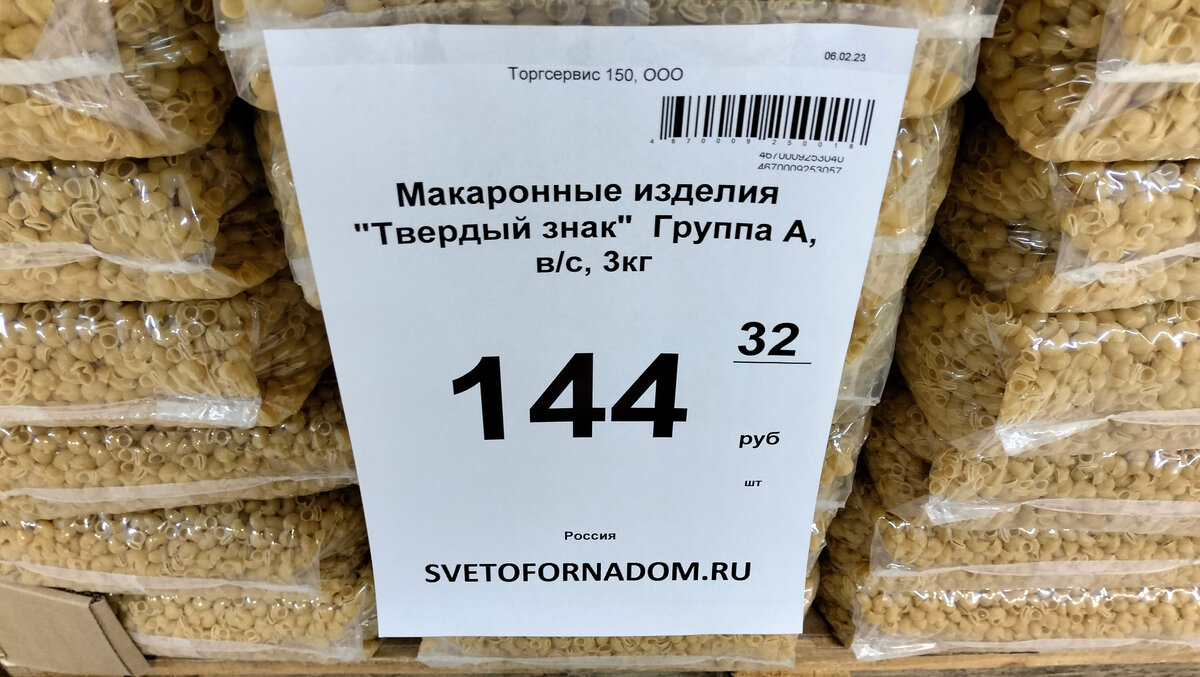 06.02.23
Торгсервис 150, ООО
4670009250018
4670009253040
4670009253057
Макаронные изделия
"Твердый знак" Группа А,
в/с, 3кг
144
32
руб
шт
Россия
SVETOFORNADOM.RU